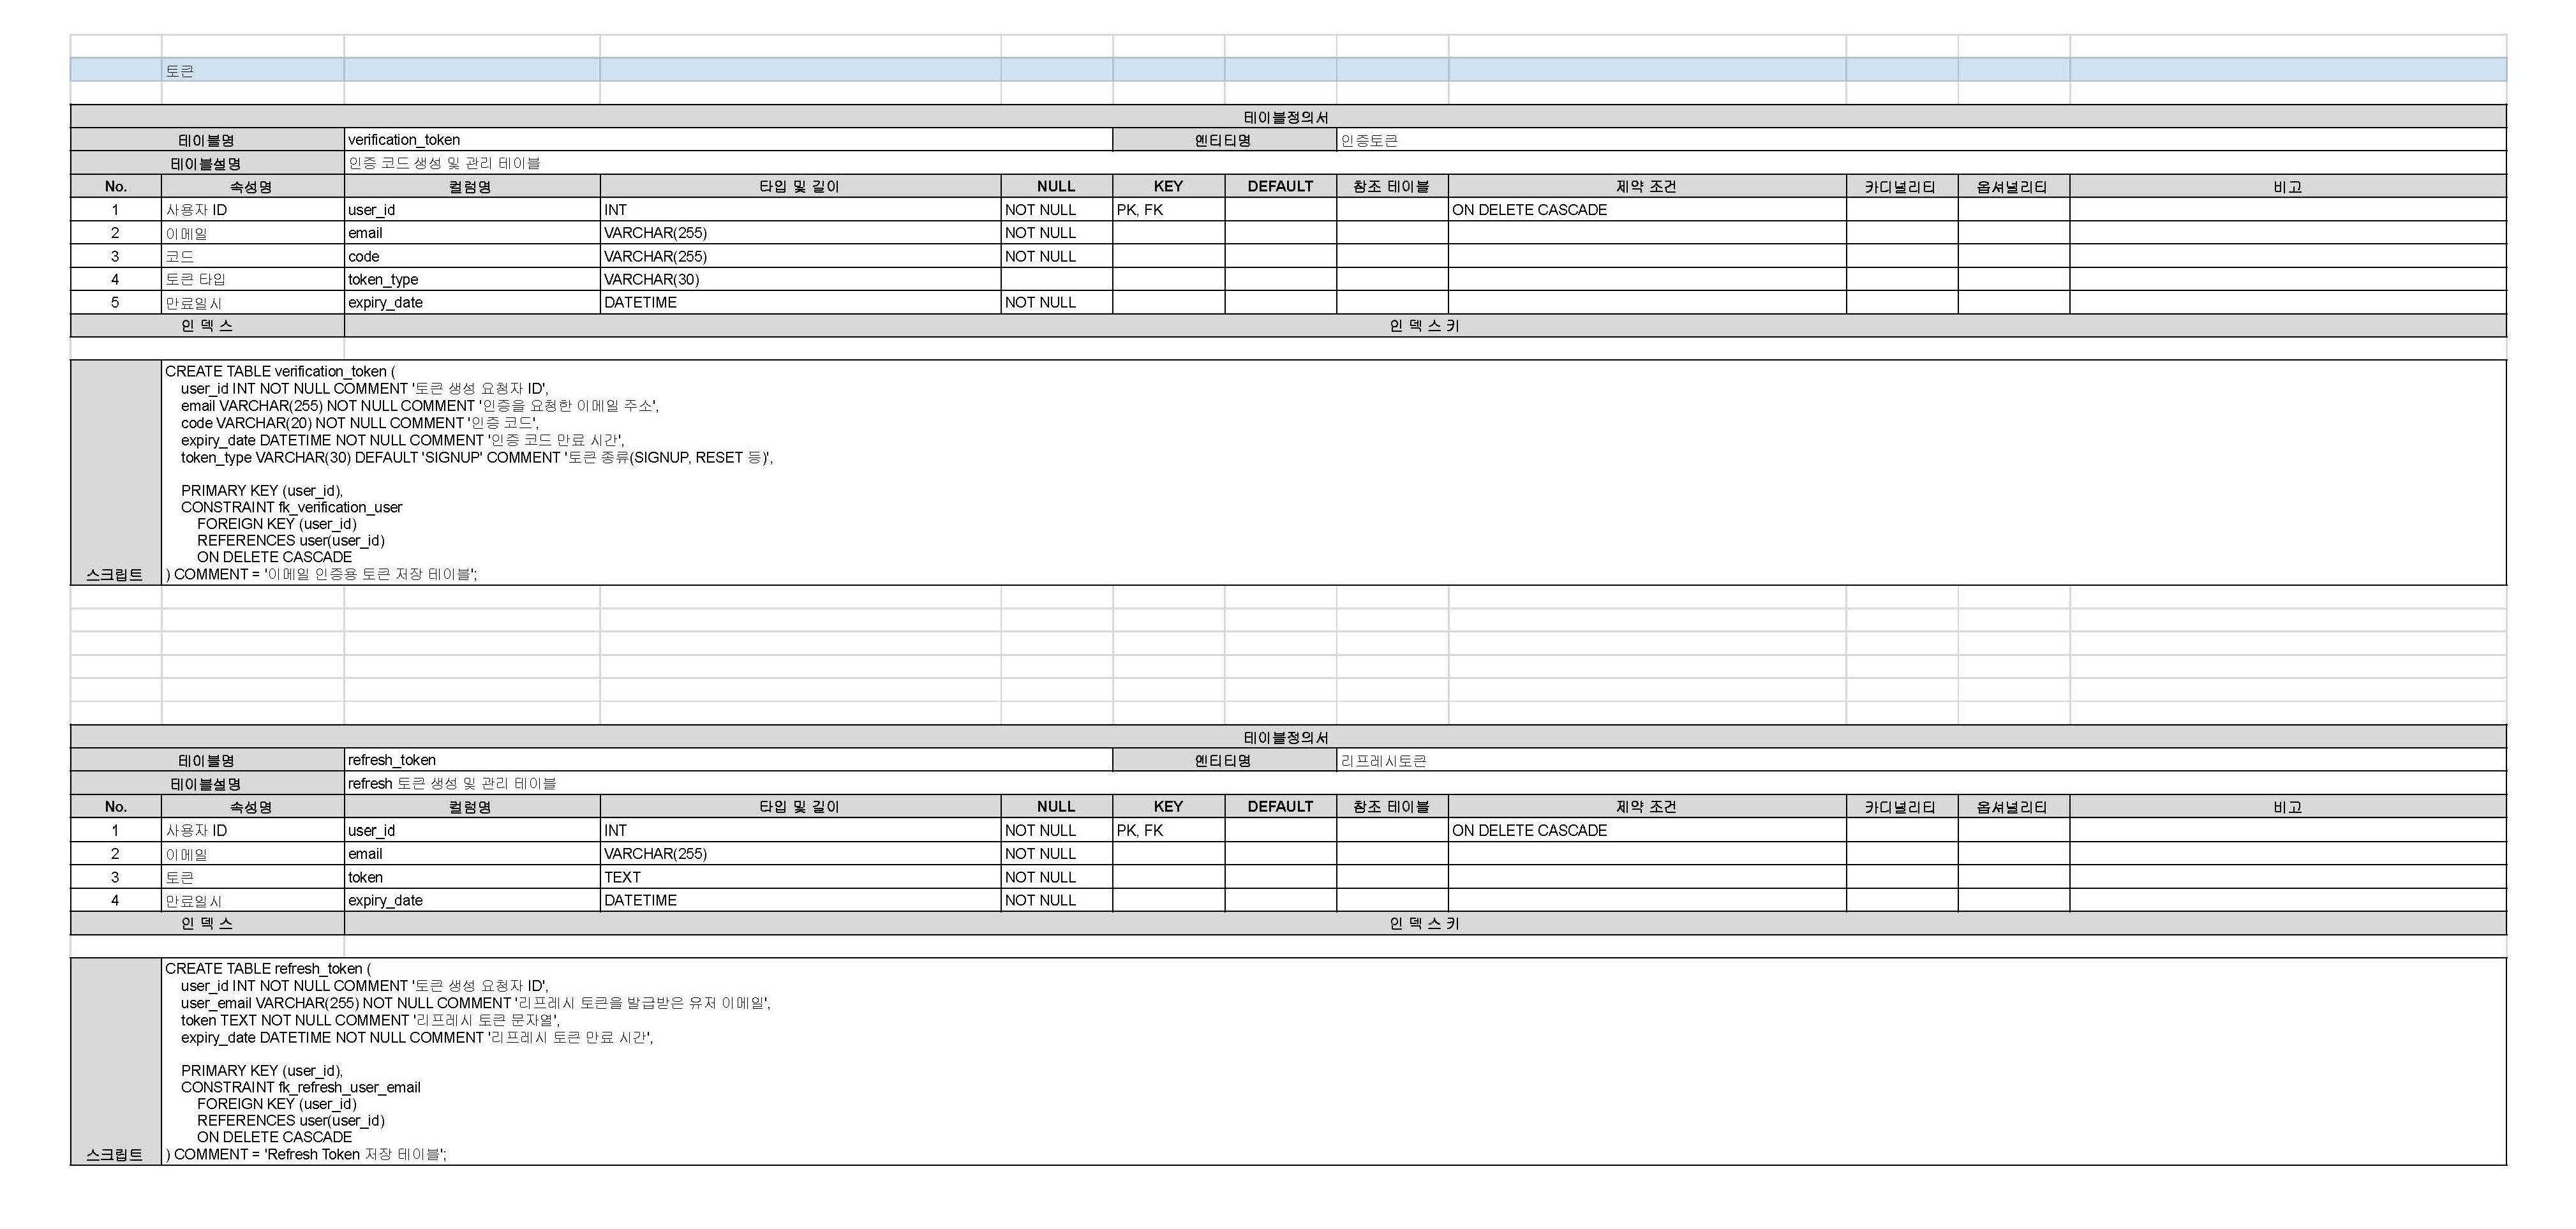 토큰
테이블정의서
테이블명 verification_token 엔티티명 인증토큰
테이블설명 인증 코드 생성 및 관리 테이블
No. 속성명 컬럼명 타입 및 길이 NULL KEY DEFAULT 참조 테이블 제약 조건 카디널리티 옵셔널리티 비고
1 사용자 ID user_id INT NOT NULL PK, FK ON DELETE CASCADE
2 이메일 email VARCHAR(255) NOT NULL
3 코드 code VARCHAR(255) NOT NULL
4 토큰 타입 token_type VARCHAR(30)
5 만료일시 expiry_date DATETIME NOT NULL
인 덱 스 인 덱 스 키
CREATE TABLE verification_token (
user_id INT NOT NULL COMMENT '토큰 생성 요청자 ID',
email VARCHAR(255) NOT NULL COMMENT '인증을 요청한 이메일 주소',
code VARCHAR(20) NOT NULL COMMENT '인증 코드',
expiry_date DATETIME NOT NULL COMMENT '인증 코드 만료 시간',
token_type VARCHAR(30) DEFAULT 'SIGNUP' COMMENT '토큰 종류(SIGNUP, RESET 등)',
PRIMARY KEY (user_id),
CONSTRAINT fk_verification_user
FOREIGN KEY (user_id)
REFERENCES user(user_id)
ON DELETE CASCADE
스크립트 ) COMMENT = '이메일 인증용 토큰 저장 테이블';
테이블정의서
테이블명 refresh_token 엔티티명 리프레시토큰
테이블설명 refresh 토큰 생성 및 관리 테이블
No. 속성명 컬럼명 타입 및 길이 NULL KEY DEFAULT 참조 테이블 제약 조건 카디널리티 옵셔널리티 비고
1 사용자 ID user_id INT NOT NULL PK, FK ON DELETE CASCADE
2 이메일 email VARCHAR(255) NOT NULL
3 토큰 token TEXT NOT NULL
4 만료일시 expiry_date DATETIME NOT NULL
인 덱 스 인 덱 스 키
CREATE TABLE refresh_token (
user_id INT NOT NULL COMMENT '토큰 생성 요청자 ID',
user_email VARCHAR(255) NOT NULL COMMENT '리프레시 토큰을 발급받은 유저 이메일',
token TEXT NOT NULL COMMENT '리프레시 토큰 문자열',
expiry_date DATETIME NOT NULL COMMENT '리프레시 토큰 만료 시간',
PRIMARY KEY (user_id),
CONSTRAINT fk_refresh_user_email
FOREIGN KEY (user_id)
REFERENCES user(user_id)
ON DELETE CASCADE
스크립트 ) COMMENT = 'Refresh Token 저장 테이블';